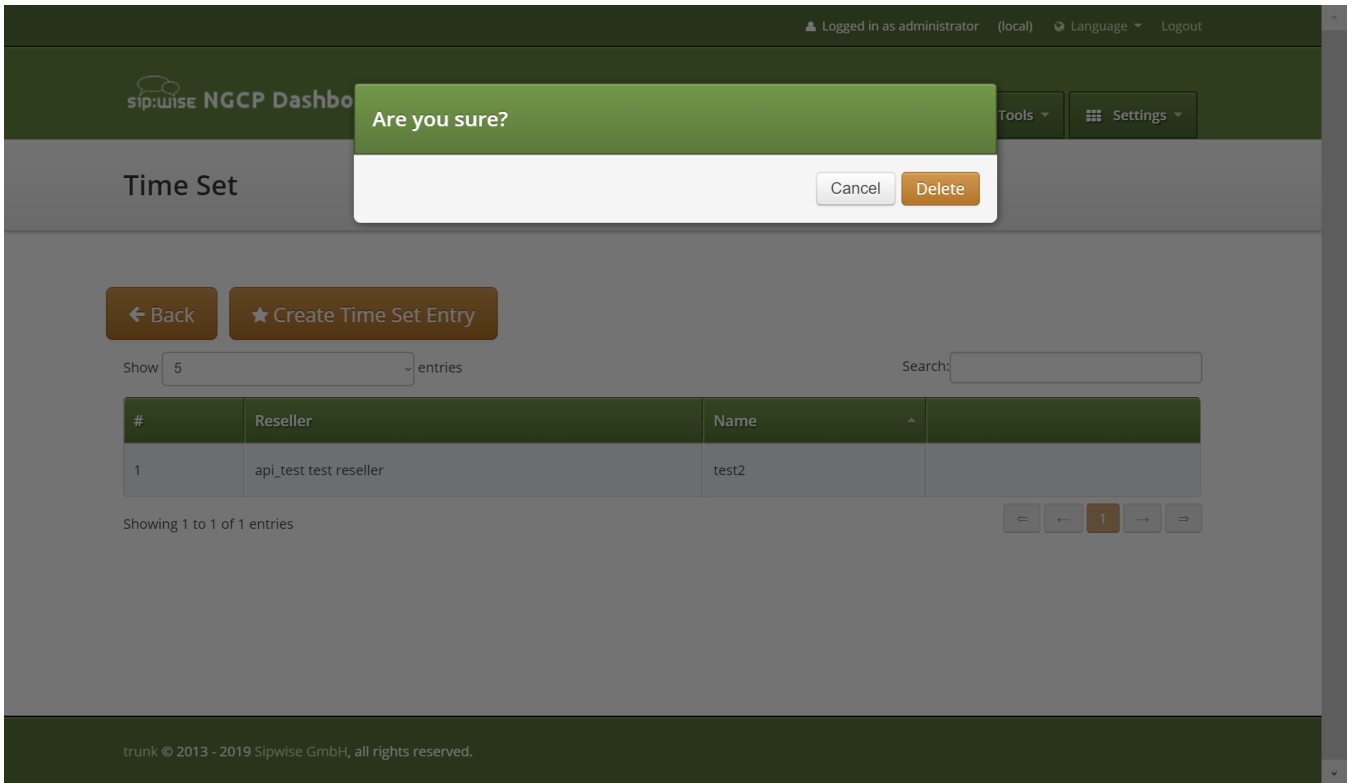 Logged in as administrator (local) Language Logout
sip:wise NGCP Dashbo
Tools Settings
Are you sure?
Cancel Delete
Time Set
Back Create Time Set Entry
Show 5 entries Search:
# Reseller Name
1 api_test test reseller test2
Showing 1 to 1 of 1 entries
⇐ ← 1 → ⇒
trunk © 2013 - 2019 Sipwise GmbH, all rights reserved.